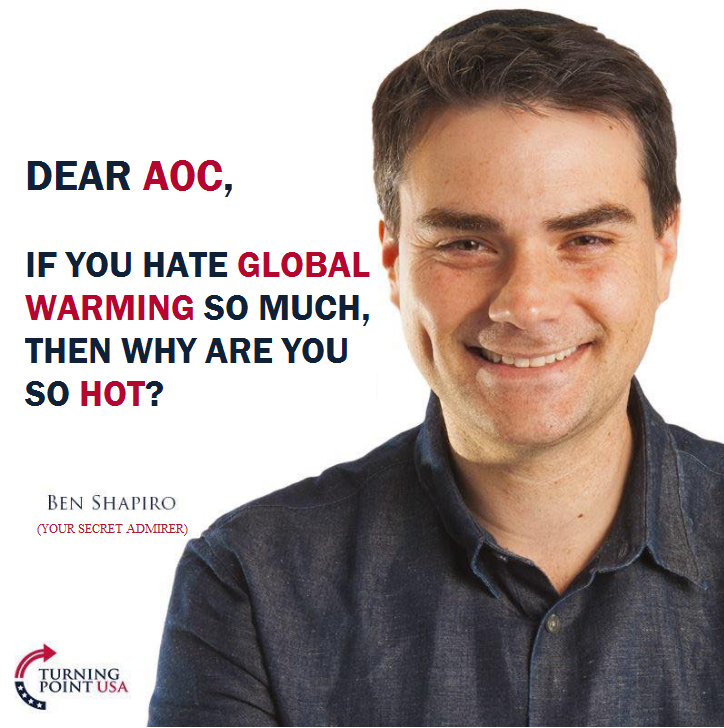 DEAR AOC,
IF YOU HATE GLOBAL
WARMING SO MUCH,
THEN WHY ARE YOU
SO HOT?
BEN SHAPIRO
(YOUR SECRET ADMIRER)
TURNING
POINT USA